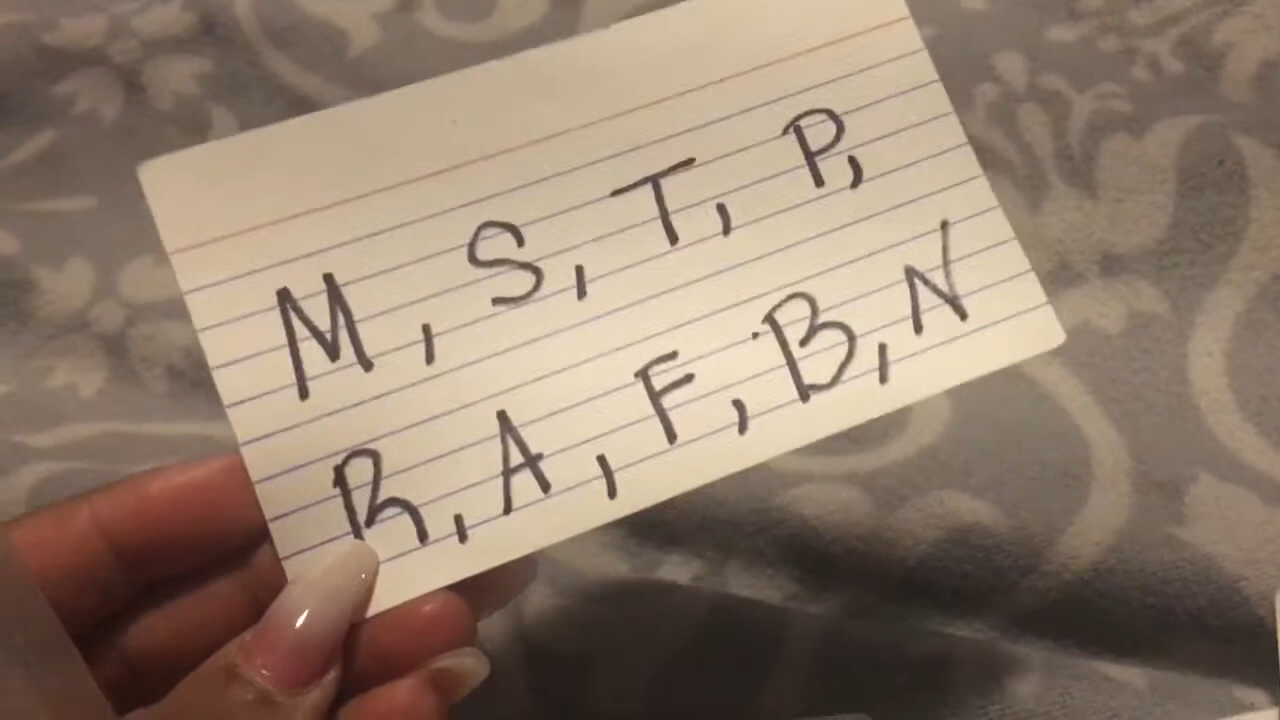 M, S, T, P,
R, A, F, B, N